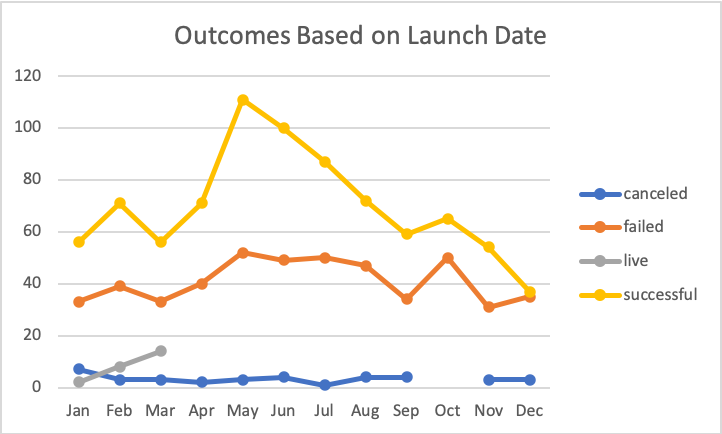 Outcomes Based on Launch Date
120
100
80
60
40
20
0
Jan Feb Mar Apr May Jun Jul Aug Sep Oct Nov Dec
canceled
failed
live
successful